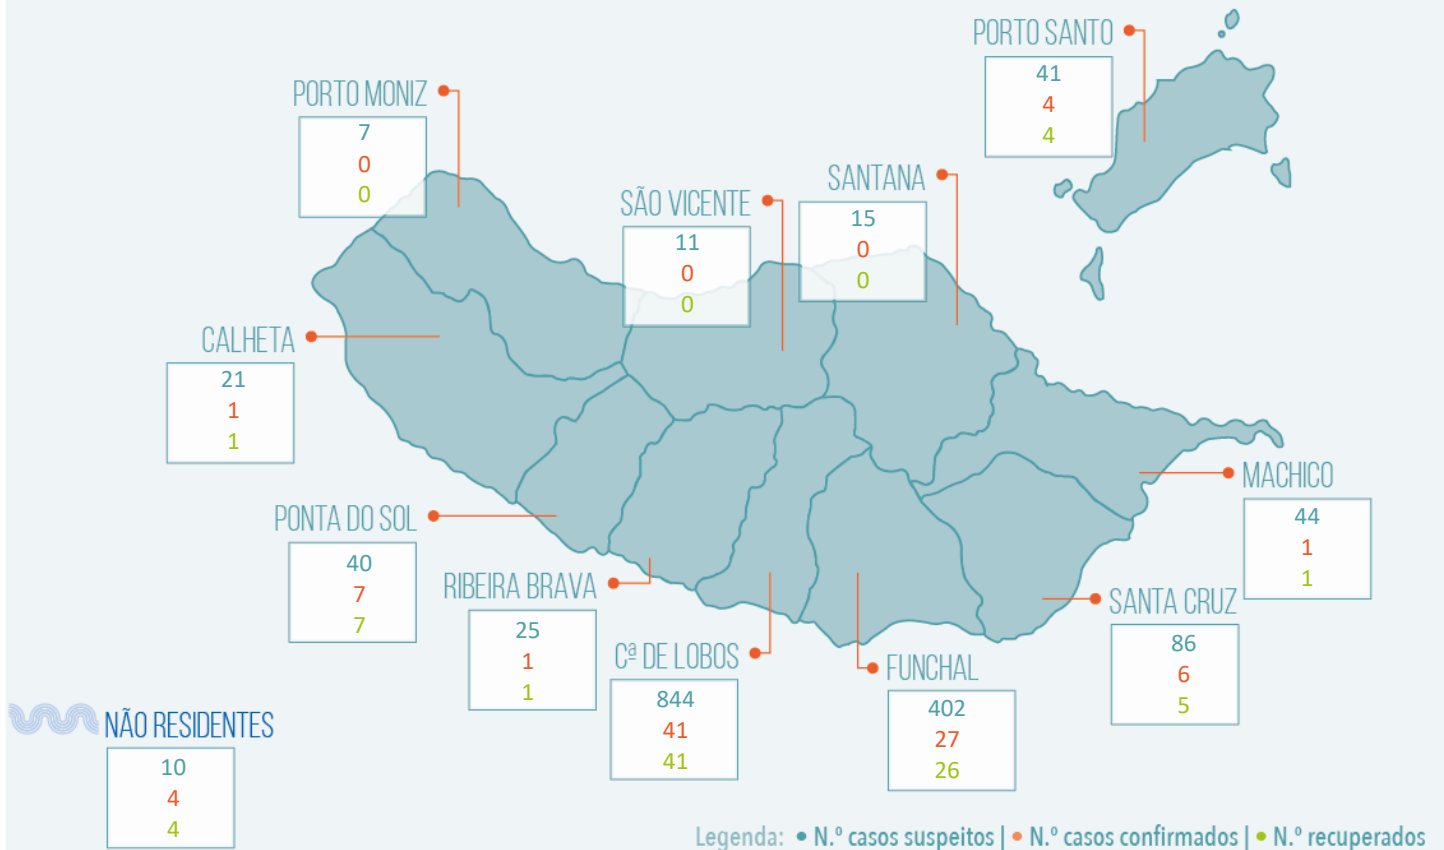 PORTO SANTO
41
4
4
PORTO MONIZ
7
0
0
SANTANA
15
0
0
SÃO VICENTE
11
0
0
CALHETA
21
1
1
MACHICO
44
1
1
PONTA DO SOL
40
7
7
RIBEIRA BRAVA
25
1
1
SANTA CRUZ
86
6
5
Cª DE LOBOS
844
41
41
FUNCHAL
402
27
26
NÃO RESIDENTES
10
4
4
Legenda: • N.º casos suspeitos | • N.º casos confirmados | • N.º recuperados